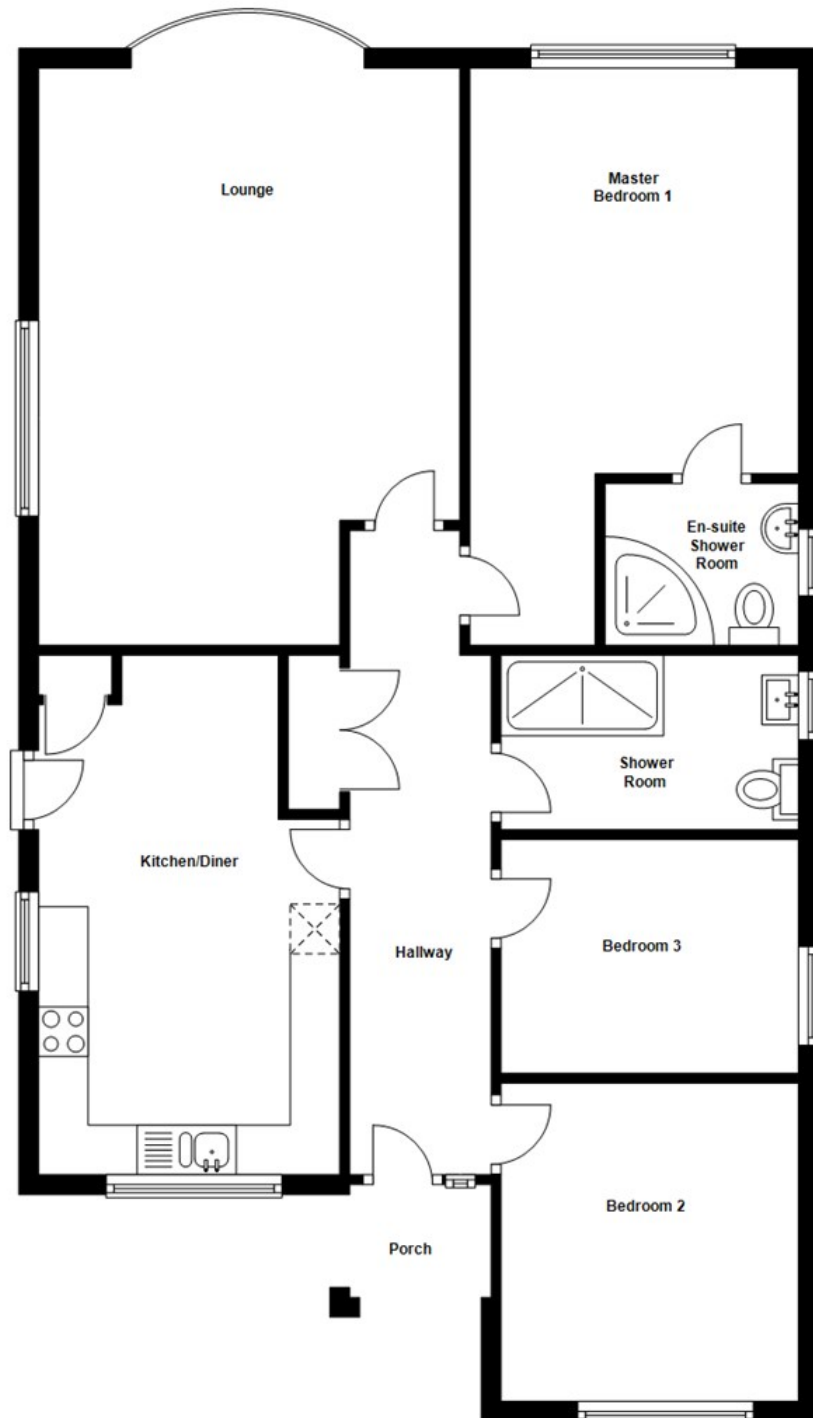 Lounge
Master
Bedroom 1
En-suite
Shower
Room
Shower
Room
Kitchen/Diner
Hallway
Bedroom 3
Bedroom 2
Porch